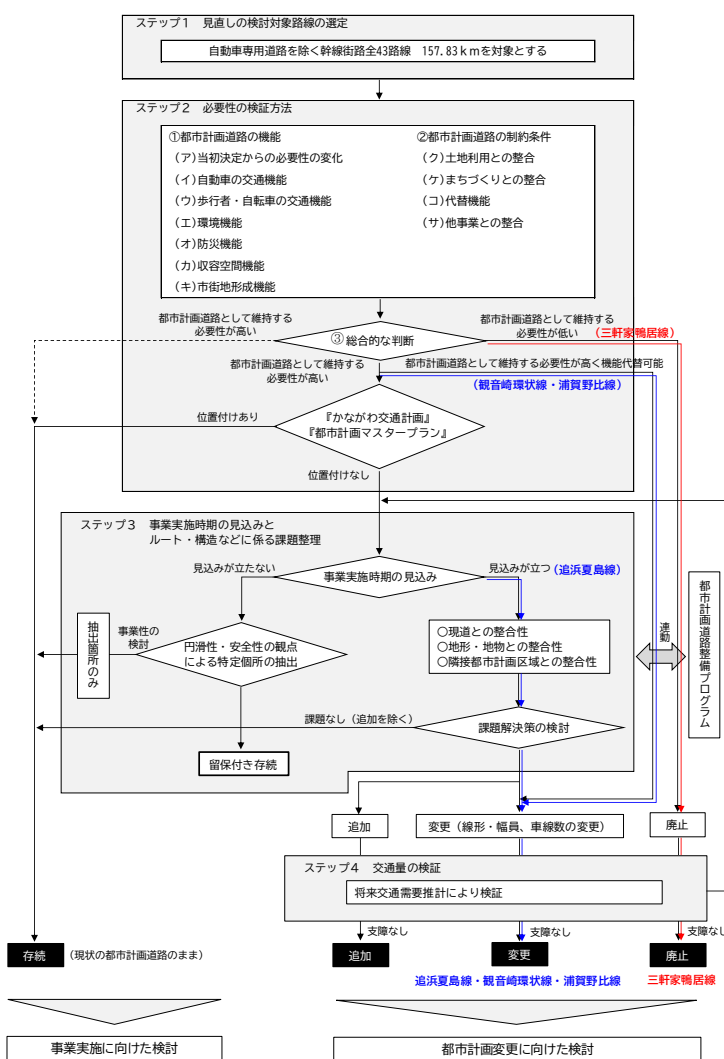 ステップ1 見直しの検討対象路線の選定
自動車専用道路を除く幹線街路全43路線 157.83kmを対象とする
ステップ2 必要性の検証方法
①都市計画道路の機能
(ア)当初決定からの必要性の変化
(イ)自動車の交通機能
(ウ)歩行者・自転車の交通機能
(エ)環境機能
(オ)防災機能
(カ)収容空間機能
(キ)市街地形成機能
②都市計画道路の制約条件
(ク)土地利用との整合
(ケ)まちづくりとの整合
(コ)代替機能
(サ)他事業との整合
都市計画道路として維持する
必要性が高い
③総合的な判断
都市計画道路として維持する
必要性が低い
(三軒家鴨居線)
都市計画道路として維持する
必要性が高い
都市計画道路として維持する必要性が高く機能代替可能
(観音崎環状線・浦賀野比線)
位置付けあり
『かながわ交通計画』
『都市計画マスタープラン』
位置付けなし
ステップ3 事業実施時期の見込みと
ルート・構造などに係る課題整理
見込みが立たない
事業実施時期の見込み
見込みが立つ
(追浜夏島線)
抽出箇所のみ
事業性の
検討
円滑性・安全性の観点
による特定個所の抽出
○現道との整合性
○地形・地物との整合性
○隣接都市計画区域との整合性
連動
都市計画道路整備プログラム
課題なし(追加を除く)
課題解決策の検討
留保付き存続
追加
変更(線形・幅員、車線数の変更)
廃止
ステップ4 交通量の検証
将来交通需要推計により検証
支障なし
支障なし
支障なし
存続
(現状の都市計画道路のまま)
追加
変更
廃止
追浜夏島線・観音崎環状線・浦賀野比線
三軒家鴨居線
事業実施に向けた検討
都市計画変更に向けた検討